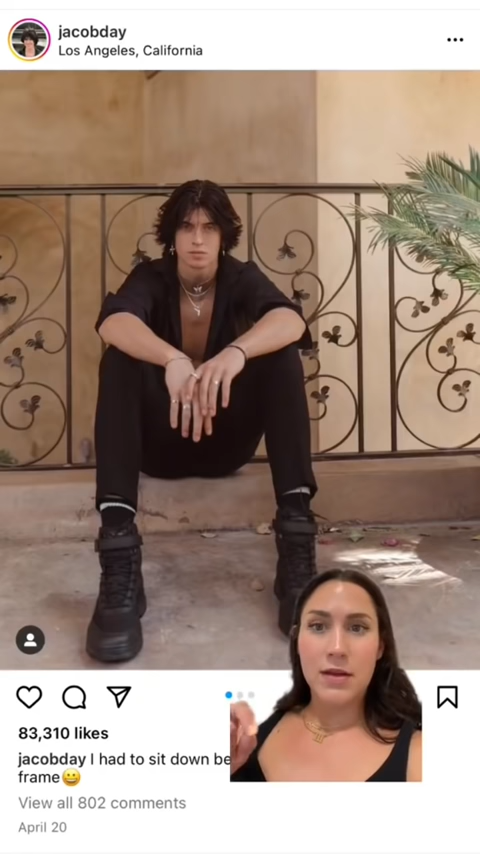 jacobday
Los Angeles, California
83,310 likes
jacobday I had to sit down be
frame😀
View all 802 comments
April 20